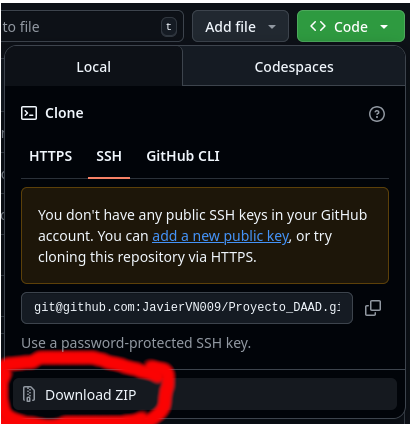 to file
t
Add file
Code
Local
Codespaces
Clone
HTTPS
SSH
GitHub CLI
You don't have any public SSH keys in your GitHub
account. You can add a new public key, or try
cloning this repository via HTTPS.
git@github.com:JavierVN009/Proyecto_DAAD.gi
Use a password-protected SSH key.
Download ZIP